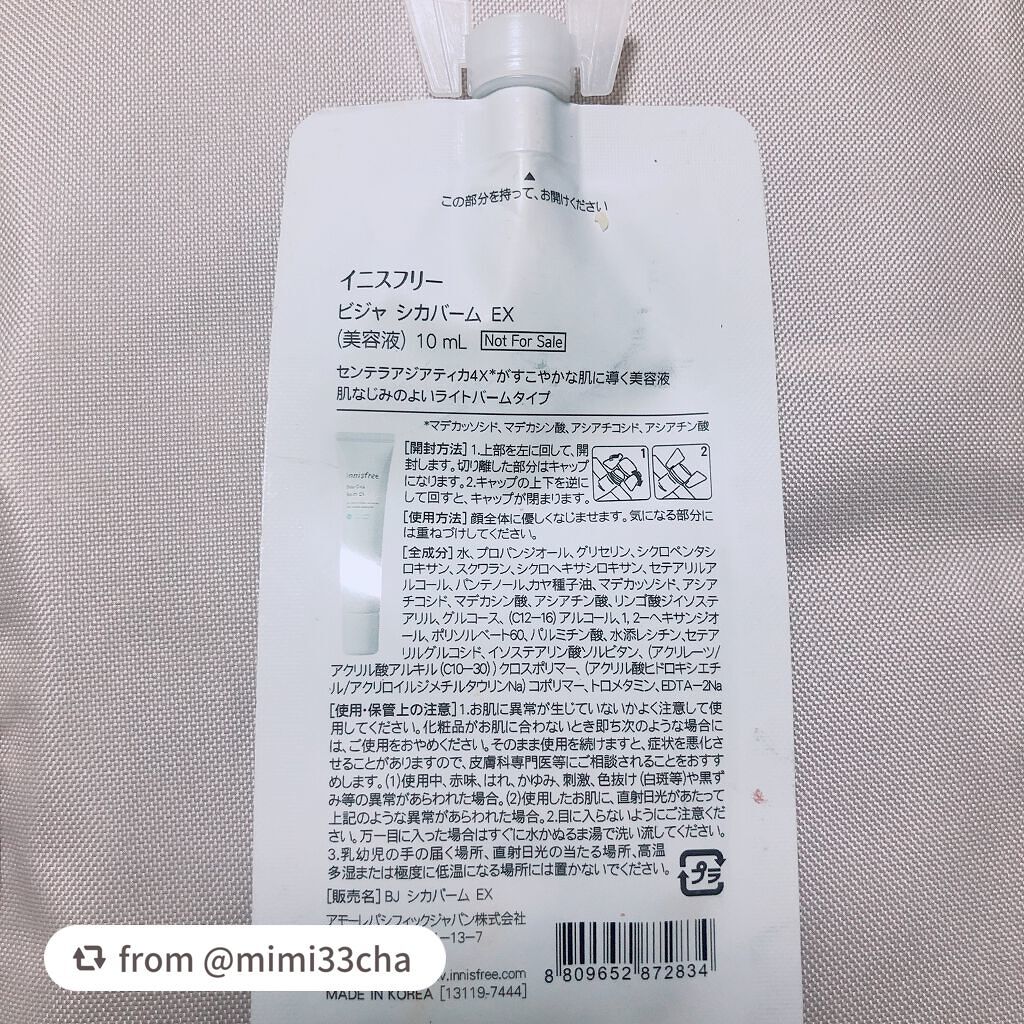 この部分を持って、お開けください
イニスフリー
ビジャ シカバーム EX
(美容液) 10 mL Not For Sale
センテラアジアティカ4X*がすこやかな肌に導く美容液
肌なじみのよいライトバームタイプ
*マデカッソシド、マデカシン酸、アシアチコシド、アシアチン酸
innisfree
[開封方法] 1.上部を左に回して、開
封します。切り離した部分はキャップ
になります。2.キャップの上下を逆に
して回すと、キャップが閉まります。
1 2
[使用方法] 顔全体に優しくなじませます。気になる部分に
は重ねづけしてください。
[全成分] 水、プロパンジオール、グリセリン、シクロペンタシ
ロキサン、スクワラン、シクロヘキサシロキサン、セテアリルア
ルコール、パンテノール、カヤ種子油、マデカッソシド、アシア
チコシド、マデカシン酸、アシアチン酸、リンゴ酸ジイソステ
アリル、グルコース、(C12-16)アルコール、1, 2-ヘキサンジオ
ール、ポリソルベート60、パルミチン酸、水添レシチン、セテア
リルグルコシド、イソステアリン酸ソルビタン、(アクリレーツ/
アクリル酸アルキル(C10-30))クロスポリマー、(アクリル酸ヒドロキシエチ
ル/アクリロイルジメチルタウリンNa)コポリマー、トロメタミン、EDTA-2Na
[使用・保管上の注意] 1.お肌に異常が生じていないかよく注意して使
用してください。化粧品がお肌に合わないとき即ち次のような場合に
は、ご使用をおやめください。そのまま使用を続けますと、症状を悪化さ
せることがありますので、皮膚科専門医等にご相談されることをおすす
めします。(1)使用中、赤味、はれ、かゆみ、刺激、色抜け(白斑等)や黒ず
み等の異常があらわれた場合。(2)使用したお肌に、直射日光があたって
上記のような異常があらわれた場合。2.目に入らないようにご注意くだ
さい。万一目に入った場合はすぐに水かぬるま湯で洗い流してください。
3.乳幼児の手の届く場所、直射日光の当たる場所、高温
多湿または極度に低温になる場所には置かないでください。
プラ
[販売名] BJ シカバーム EX
アモーレパシフィックジャパン株式会社
-13-7
from @mimi33cha
.innisfree.com
MADE IN KOREA [13119-7444]
8 809652 872834